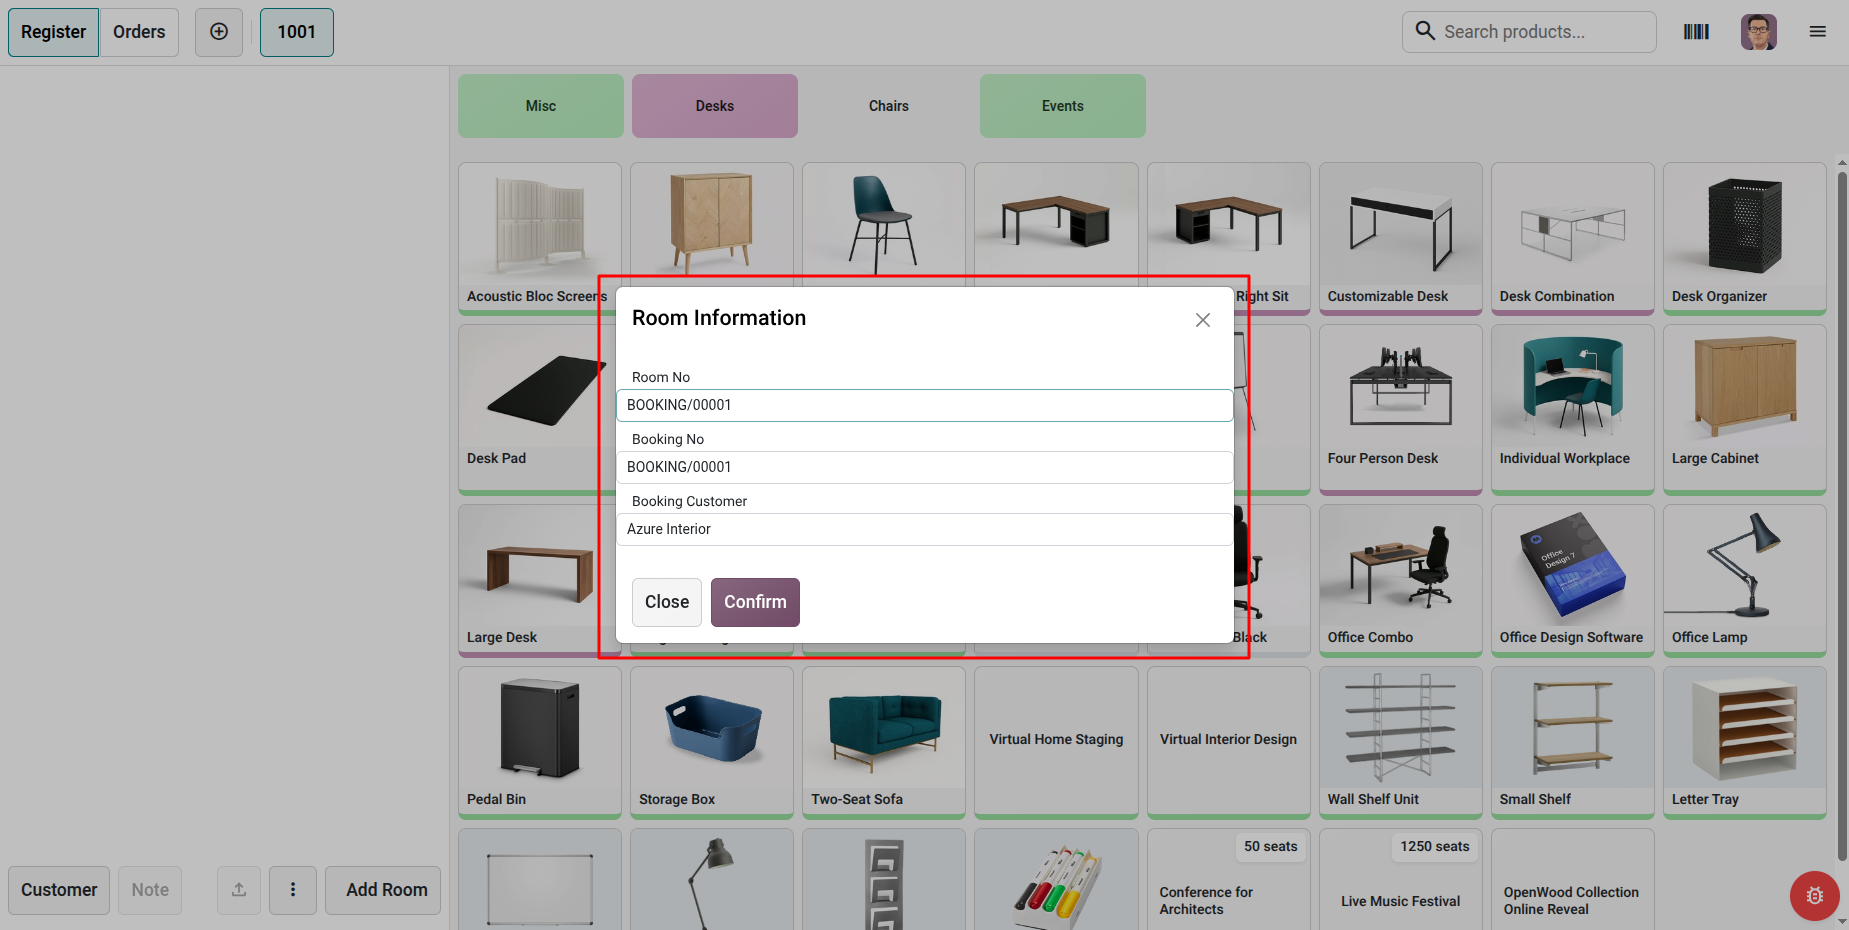 Register
Orders
1001
Search products...
Misc
Desks
Chairs
Events
Acoustic Bloc Screens
Right Sit
Customizable Desk
Desk Combination
Desk Organizer
Room Information
Room No
BOOKING/00001
Booking No
BOOKING/00001
Booking Customer
Azure Interior
Close
Confirm
Desk Pad
Four Person Desk
Individual Workplace
Large Cabinet
Large Desk
Black
Office Combo
Office
Design 7
Office Design Software
Office Lamp
Pedal Bin
Storage Box
Two-Seat Sofa
Virtual Home Staging
Virtual Interior Design
Wall Shelf Unit
Small Shelf
Letter Tray
50 seats
Conference for
Architects
1250 seats
Live Music Festival
OpenWood Collection
Online Reveal
Customer
Note
Add Room